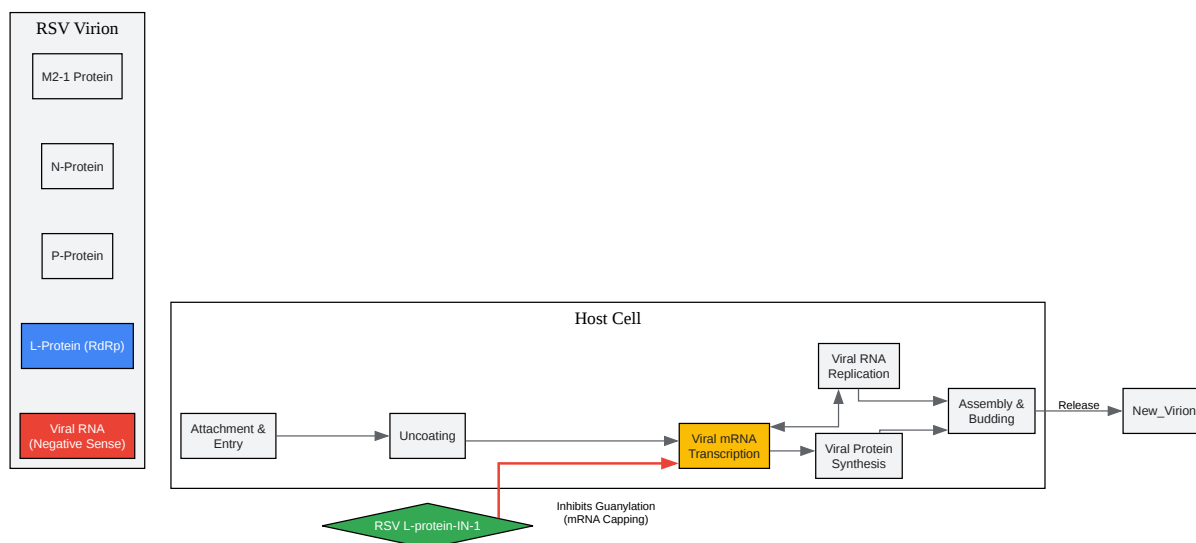 RSV Virion
M2-1 Protein
N-Protein
P-Protein
L-Protein (RdRp)
Viral RNA
(Negative Sense)
Host Cell
Attachment &
Entry
Uncoating
Viral mRNA
Transcription
Viral RNA
Replication
Viral Protein
Synthesis
Assembly &
Budding
Release
New_Virion
RSV L-protein-IN-1
Inhibits Guanylation
(mRNA Capping)